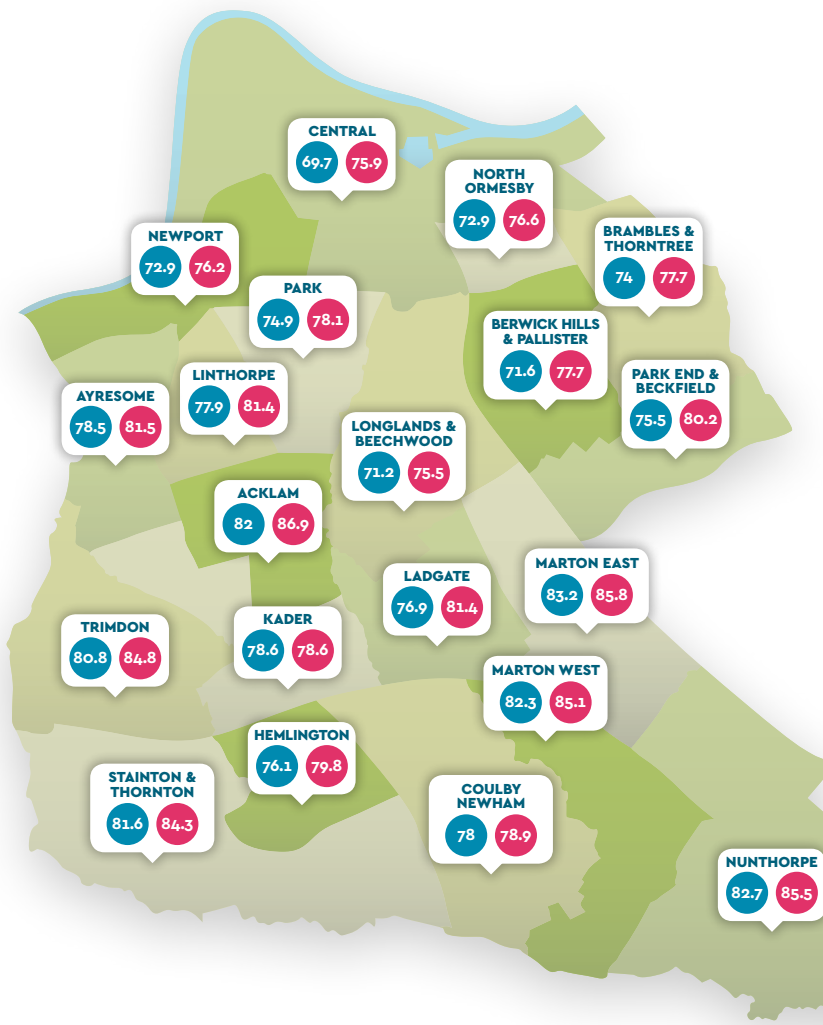 CENTRAL
69.7 75.9
NORTH
ORMESBY
72.9 76.6
NEWPORT
72.9 76.2
BRAMBLES &
THORNTREE
74 77.7
PARK
74.9 78.1
BERWICK HILLS
& PALLISTER
71.6 77.7
LINTHORPE
77.9 81.4
PARK END &
BECKFIELD
75.5 80.2
AYRESOME
78.5 81.5
LONGLANDS &
BEECHWOOD
71.2 75.5
ACKLAM
82 86.9
MARTON EAST
83.2 85.8
LADGATE
76.9 81.4
KADER
78.6 78.6
TRIMDON
80.8 84.8
MARTON WEST
82.3 85.1
HEMLINGTON
76.1 79.8
STAINTON &
THORNTON
81.6 84.3
COULBY
NEWHAM
78 78.9
NUNTHORPE
82.7 85.5